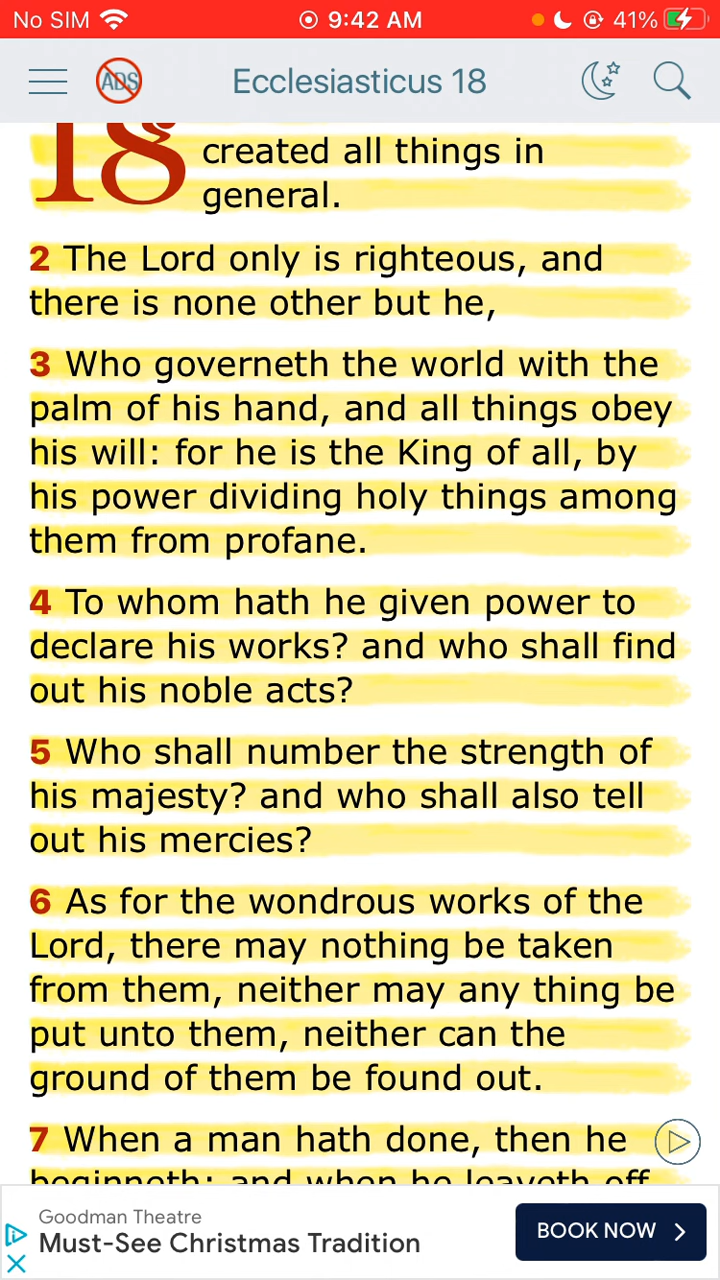 No SIM 9:42 AM 41%
ADS Ecclesiasticus 18
18 created all things in
general.
2 The Lord only is righteous, and
there is none other but he,
3 Who governeth the world with the
palm of his hand, and all things obey
his will: for he is the King of all, by
his power dividing holy things among
them from profane.
4 To whom hath he given power to
declare his works? and who shall find
out his noble acts?
5 Who shall number the strength of
his majesty? and who shall also tell
out his mercies?
6 As for the wondrous works of the
Lord, there may nothing be taken
from them, neither may any thing be
put unto them, neither can the
ground of them be found out.
7 When a man hath done, then he
beginneth; and when he leaveth off,
Goodman Theatre
Must-See Christmas Tradition
BOOK NOW